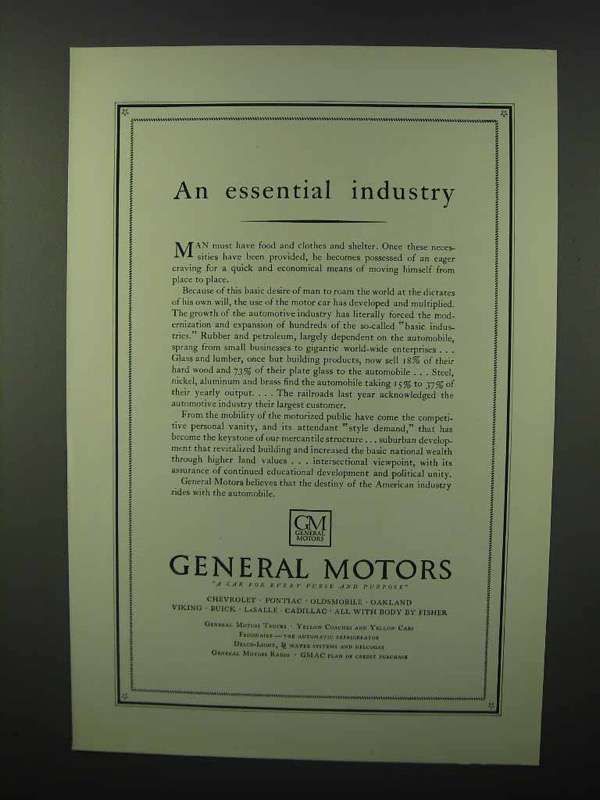 An essential industry
MAN must have food and clothes and shelter. Once these neces-
sities have been provided, he becomes possessed of an eager
craving for a quick and economical means of moving himself from
place to place.
Because of this basic desire of man to roam the world at the dictates
of his own will, the use of the motor car has developed and multiplied.
The growth of the automotive industry has literally forced the mod-
ernization and expansion of hundreds of the so-called "basic indus-
tries." Rubber and petroleum, largely dependent on the automobile,
sprang from small businesses to gigantic world-wide enterprises . . .
Glass and lumber, once but building products, now sell 18% of their
hard wood and 73% of their plate glass to the automobile . . . Steel,
nickel, aluminum and brass find the automobile taking 15% to 37% of
their yearly output. . . . The railroads last year acknowledged the
automotive industry their largest customer.
From the mobility of the motorized public have come the competi-
tive personal vanity, and its attendant "style demand," that has
become the keystone of our mercantile structure . . . suburban develop-
ment that revitalized building and increased the basic national wealth
through higher land values . . . intersectional viewpoint, with its
assurance of continued educational development and political unity.
General Motors believes that the destiny of the American industry
rides with the automobile.
GM
GENERAL
MOTORS
GENERAL MOTORS
"A CAR FOR EVERY PURSE AND PURPOSE"
CHEVROLET · PONTIAC · OLDSMOBILE · OAKLAND
VIKING · BUICK · LASALLE · CADILLAC · ALL WITH BODY BY FISHER
GENERAL MOTORS TRUCKS · YELLOW COACHES AND YELLOW CABS
FRIGIDAIRE—THE AUTOMATIC REFRIGERATOR
DELCO-LIGHT, WATER SYSTEMS AND DELCOGAS
GENERAL MOTORS RADIO · GMAC PLAN OF CREDIT PURCHASE